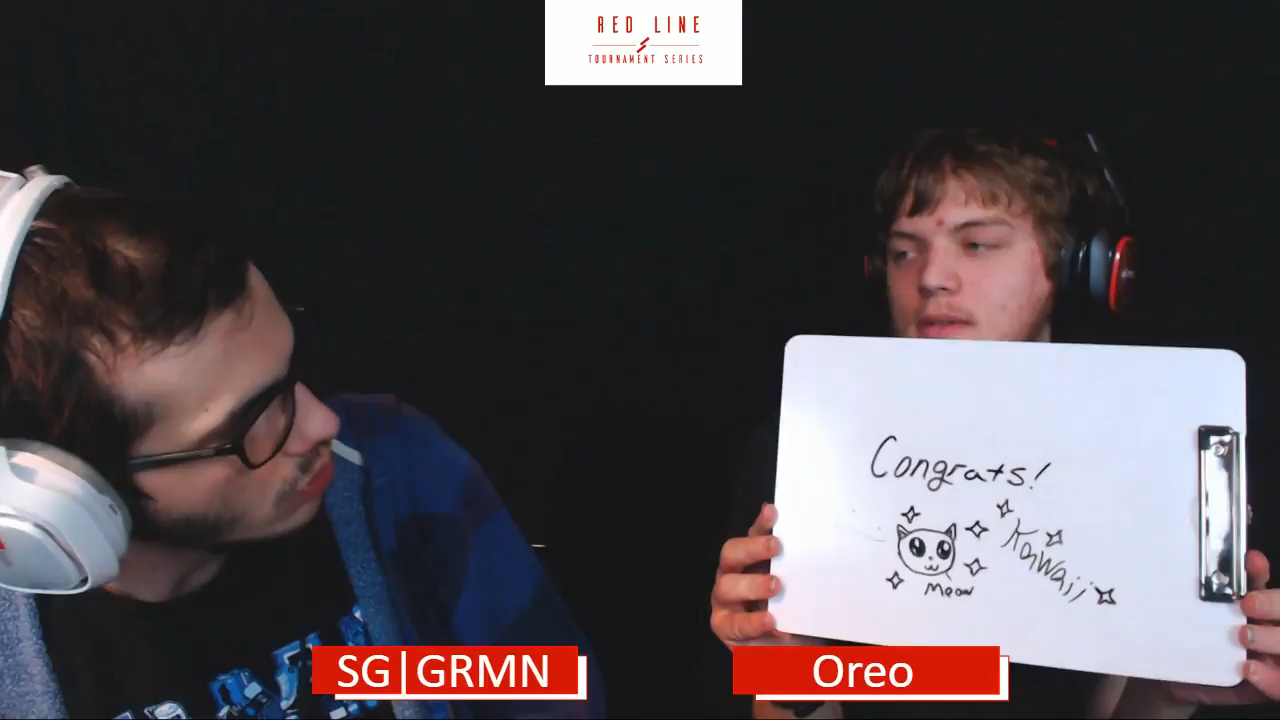 RED LINE
TOURNAMENT SERIES
Congrats!
Kawaii
Meow
SG|GRMN
Oreo